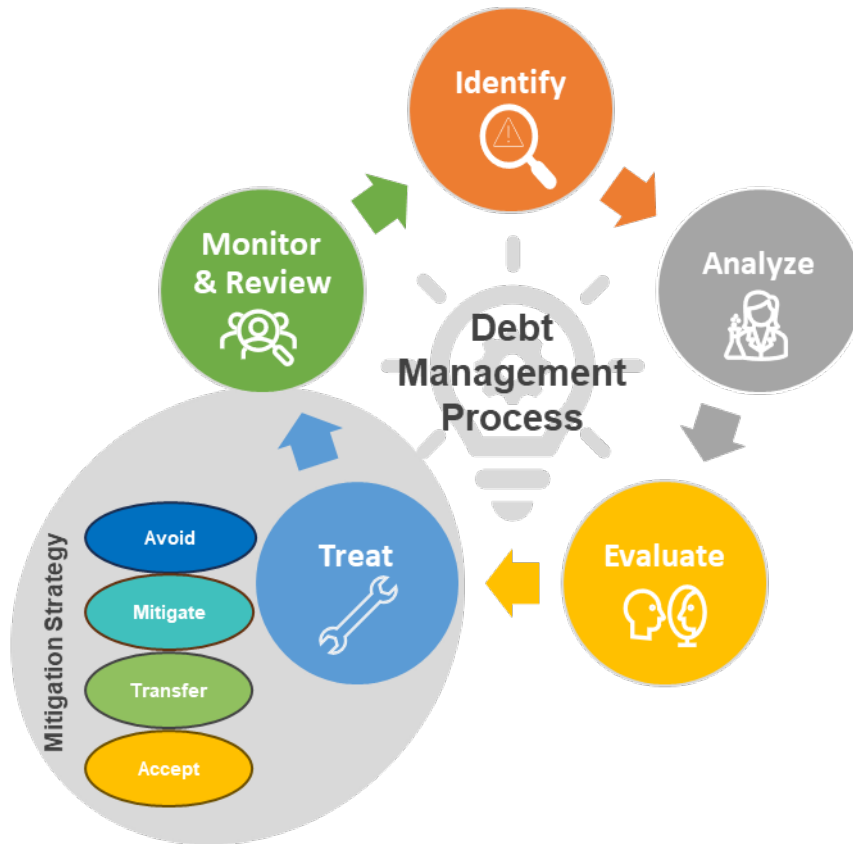 Identify
Monitor
& Review
Analyze
Debt
Management
Process
Treat
Evaluate
Mitigation Strategy
Avoid
Mitigate
Transfer
Accept